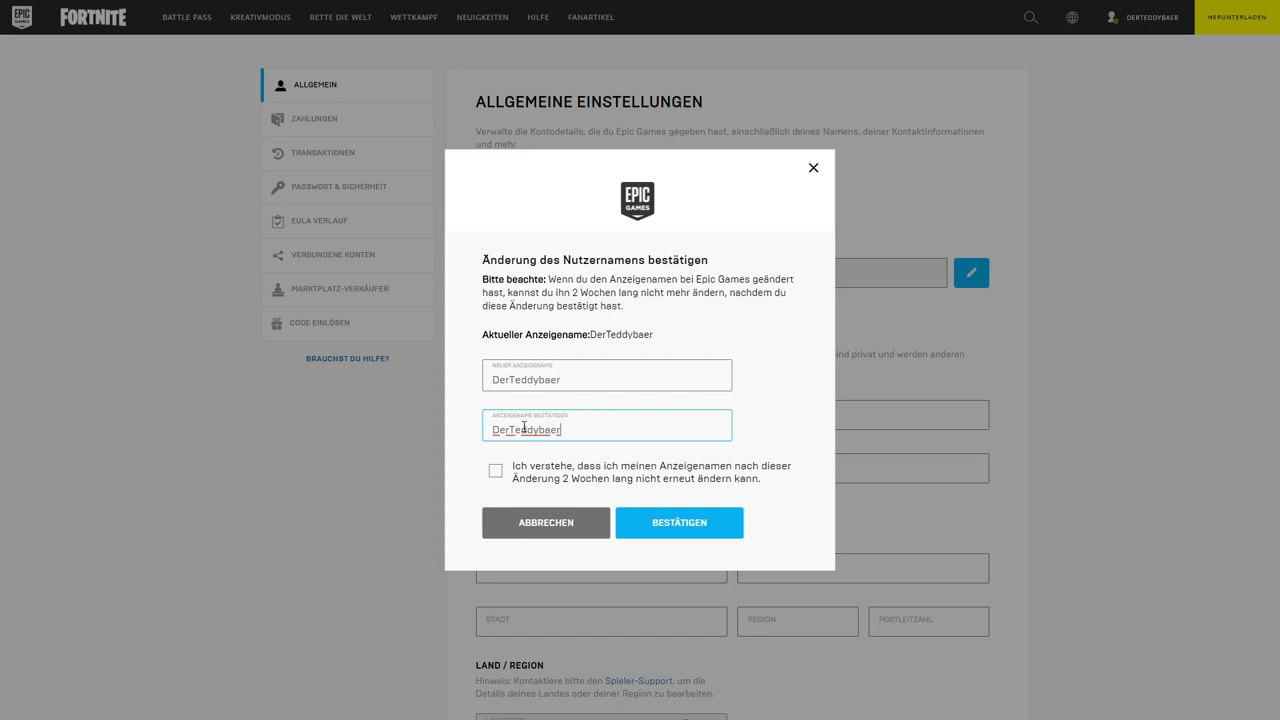 EPIC GAMES
FORTNITE
BATTLE PASS
KREATIVMODUS
RETTE DIE WELT
WETTKAMPF
NEUIGKEITEN
HILFE
FANARTIKEL
DERTEDDYBAER
HERUNTERLADEN
ALLGEMEIN
ZAHLUNGEN
TRANSAKTIONEN
PASSWORT & SICHERHEIT
EULA VERLAUF
VERBUNDENE KONTEN
MARKTPLATZ-VERKÄUFER
CODE EINLÖSEN
BRAUCHST DU HILFE?
ALLGEMEINE EINSTELLUNGEN
Verwalte die Kontodetails, die du Epic Games gegeben hast, einschließlich deines Namens, deiner Kontaktinformationen
und mehr
EPIC GAMES
Änderung des Nutzernamens bestätigen
Bitte beachte: Wenn du den Anzeigenamen bei Epic Games geändert
hast, kannst du ihn 2 Wochen lang nicht mehr ändern, nachdem du
diese Änderung bestätigt hast.
Aktueller Anzeigename:DerTeddybaer
NEUER ANZEIGENAME
DerTeddybaer
ANZEIGENAME BESTÄTIGEN
DerTeddybaer
Ich verstehe, dass ich meinen Anzeigenamen nach dieser
Änderung 2 Wochen lang nicht erneut ändern kann.
ABBRECHEN
BESTÄTIGEN
ind privat und werden anderen
STADT
REGION
POSTLEITZAHL
LAND / REGION
Hinweis: Kontaktiere bitte den Spieler-Support, um die
Details deines Landes oder deiner Region zu bearbeiten.